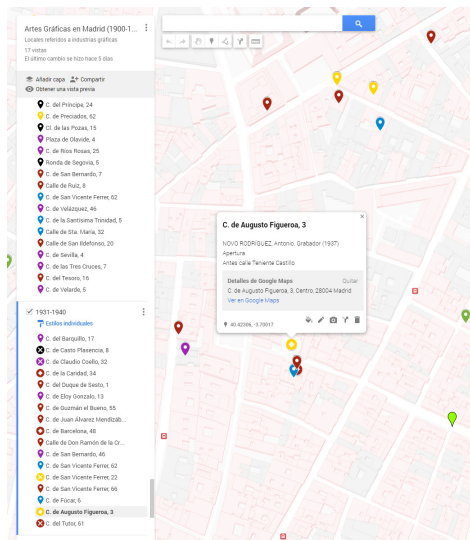 Artes Gráficas en Madrid (1900-1...
Locales referidos a industrias gráficas
17 vistas
El último cambio se hizo hace 5 días
Añadir capa Compartir
Obtener una vista previa
C. del Príncipe, 24
C. de Preciados, 62
Cl. de las Pozas, 15
Plaza de Olavide, 4
C. de Rios Rosas, 25
Ronda de Segovia, 5
C. de San Bernardo, 7
Calle de Ruiz, 8
C. de San Vicente Ferrer, 62
C. de Velázquez, 46
C. de la Santísima Trinidad, 5
Calle de Sta. María, 32
Calle de San Ildefonso, 20
C. de Sevilla, 4
C. de las Tres Cruces, 7
C. del Tesoro, 16
C. de Velarde, 5
1931-1940
Estilos individuales
C. del Barquillo, 17
C. de Casto Plasencia, 8
C. de Claudio Coello, 32
C. de la Caridad, 34
C. del Duque de Sesto, 1
C. de Eloy Gonzalo, 13
C. de Guzmán el Bueno, 55
C. de Juan Álvarez Mendizáb...
C. de Barcelona, 48
Calle de Don Ramón de la Cr...
C. de San Bernardo, 46
C. de San Vicente Ferrer, 62
C. de San Vicente Ferrer, 22
C. de San Vicente Ferrer, 66
C. de Fúcar, 6
C. de Augusto Figueroa, 3
C. del Tutor, 61
C. de Augusto Figueroa, 3
NOVO RODRÍGUEZ, Antonio. Grabador (1937)
Apertura
Antes calle Teniente Castillo
Detalles de Google Maps Quitar
C. de Augusto Figueroa, 3, Centro, 28004 Madrid
Ver en Google Maps
40.42306, -3.70017